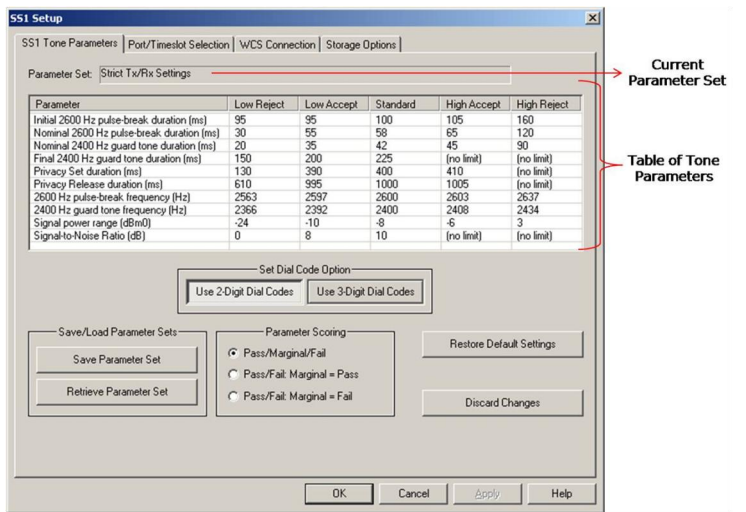 SS1 Setup
SS1 Tone Parameters Port/Timeslot Selection WCS Connection Storage Options
Parameter Set: Strict Tx/Rx Settings
Current
Parameter Set
Parameter Low Reject Low Accept Standard High Accept High Reject
Initial 2600 Hz pulse-break duration (ms) 95 95 100 105 160
Nominal 2600 Hz pulse-break duration (ms) 30 55 58 65 120
Nominal 2400 Hz guard tone duration (ms) 20 35 42 45 90
Final 2400 Hz guard tone duration (ms) 150 200 225 (no limit) (no limit)
Privacy Set duration (ms) 130 390 400 410 (no limit)
Privacy Release duration (ms) 610 995 1000 1005 (no limit)
2600 Hz pulse-break frequency (Hz) 2563 2597 2600 2603 2637
2400 Hz guard tone frequency (Hz) 2366 2392 2400 2408 2434
Signal power range (dBm0) -24 -10 -8 -6 3
Signal-to-Noise Ratio (dB) 0 8 10 (no limit) (no limit)
Table of Tone
Parameters
Set Dial Code Option
Use 2-Digit Dial Codes Use 3-Digit Dial Codes
Save/Load Parameter Sets
Save Parameter Set
Retrieve Parameter Set
Parameter Scoring
Pass/Marginal/Fail
Pass/Fail: Marginal = Pass
Pass/Fail: Marginal = Fail
Restore Default Settings
Discard Changes
OK Cancel Apply Help